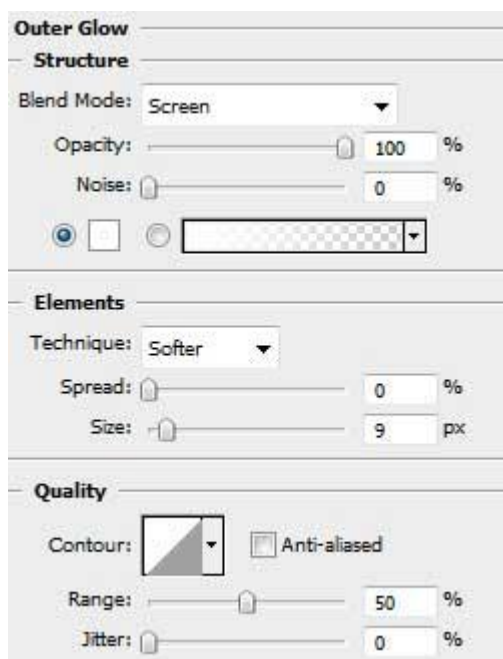 Outer Glow
Structure
Blend Mode: Screen
Opacity: 100 %
Noise: 0 %
Elements
Technique: Softer
Spread: 0 %
Size: 9 px
Quality
Contour: Anti-aliased
Range: 50 %
Jitter: 0 %